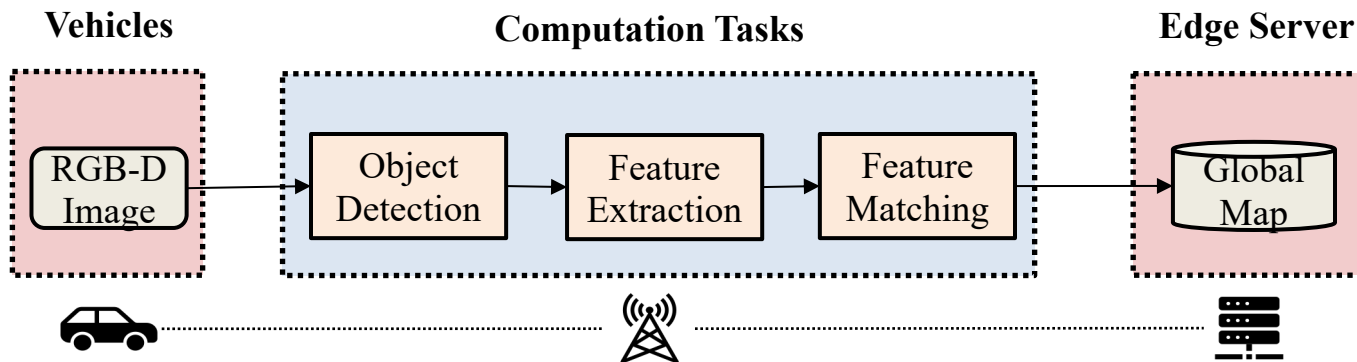 Vehicles
Computation Tasks
Edge Server
RGB-D
Image
Object
Detection
Feature
Extraction
Feature
Matching
Global
Map